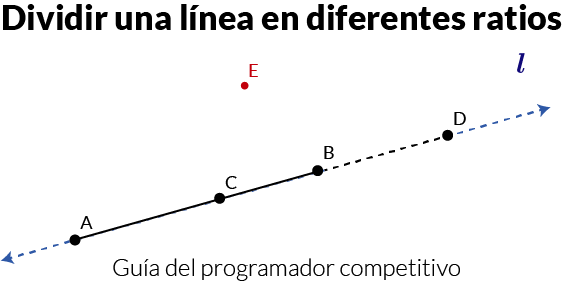 Dividir una línea en diferentes ratios
E
l
D
B
C
A
Guía del programador competitivo